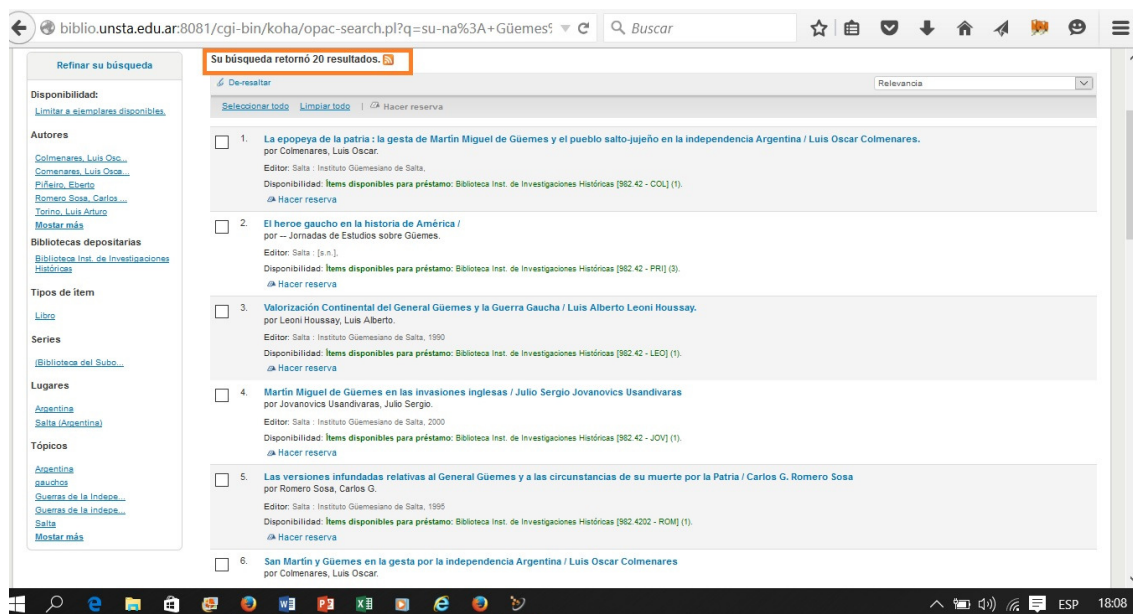 biblio.unsta.edu.ar:8081/cgi-bin/koha/opac-search.pl?q=su-na%3A+Güemes%
Buscar
Refinar su búsqueda
Disponibilidad:
Limitar a ejemplares disponibles.
Autores
Colmenares, Luis Osc...
Comenares, Luis Osca...
Piñeiro, Eberto
Romero Sosa, Carlos ...
Torino, Luis Arturo
Mostar más
Bibliotecas depositarias
Biblioteca Inst. de Investigaciones
Históricas
Tipos de ítem
Libro
Series
(Biblioteca del Subo...
Lugares
Argentina
Salta (Argentina)
Tópicos
Argentina
gauchos
Guerras de la Indepe...
Guerras de la indepe...
Salta
Mostar más
Su búsqueda retornó 20 resultados.
De-resaltar
Relevancia
Seleccionar todo Limpiar todo | Hacer reserva
1. La epopeya de la patria : la gesta de Martín Miguel de Güemes y el pueblo salto-jujeño en la independencia Argentina / Luis Oscar Colmenares.
por Colmenares, Luis Oscar.
Editor: Salta : Instituto Güemesiano de Salta,
Disponibilidad: Ítems disponibles para préstamo: Biblioteca Inst. de Investigaciones Históricas [982.42 - COL] (1).
Hacer reserva
2. El heroe gaucho en la historia de América /
por -- Jornadas de Estudios sobre Güemes.
Editor: Salta : [s.n.],
Disponibilidad: Ítems disponibles para préstamo: Biblioteca Inst. de Investigaciones Históricas [982.42 - PRI] (3).
Hacer reserva
3. Valorización Continental del General Güemes y la Guerra Gaucha / Luis Alberto Leoni Houssay.
por Leoni Houssay, Luis Alberto.
Editor: Salta : Instituto Güemesiano de Salta, 1990
Disponibilidad: Ítems disponibles para préstamo: Biblioteca Inst. de Investigaciones Históricas [982.42 - LEO] (1).
Hacer reserva
4. Martín Miguel de Güemes en las invasiones inglesas / Julio Sergio Jovanovics Usandivaras
por Jovanovics Usandivaras, Julio Sergio.
Editor: Salta : Instituto Güemesiano de Salta, 2000
Disponibilidad: Ítems disponibles para préstamo: Biblioteca Inst. de Investigaciones Históricas [982.42 - JOV] (1).
Hacer reserva
5. Las versiones infundadas relativas al General Güemes y a las circunstancias de su muerte por la Patria / Carlos G. Romero Sosa
por Romero Sosa, Carlos G.
Editor: Salta : Instituto Güemesiano de Salta, 1995
Disponibilidad: Ítems disponibles para préstamo: Biblioteca Inst. de Investigaciones Históricas [982.4202 - ROM] (1).
Hacer reserva
6. San Martín y Güemes en la gesta por la independencia Argentina / Luis Oscar Colmenares
por Colmenares, Luis Oscar.
ESP 18:08